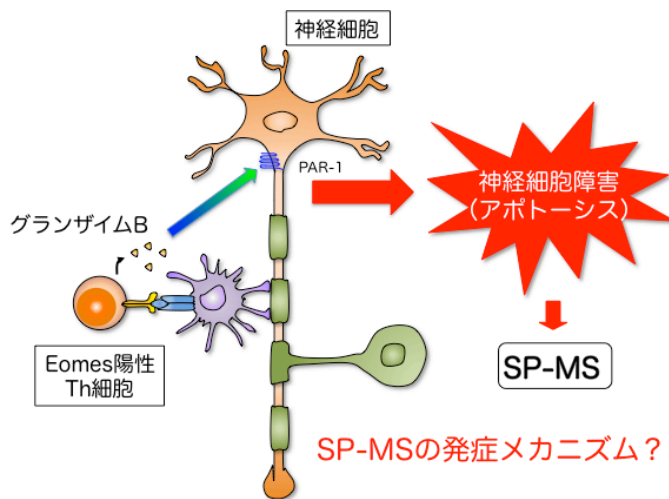 神経細胞
PAR-1
神経細胞障害
(アポトーシス)
グランザイムB
Eomes陽性
Th細胞
SP-MS
SP-MSの発症メカニズム？